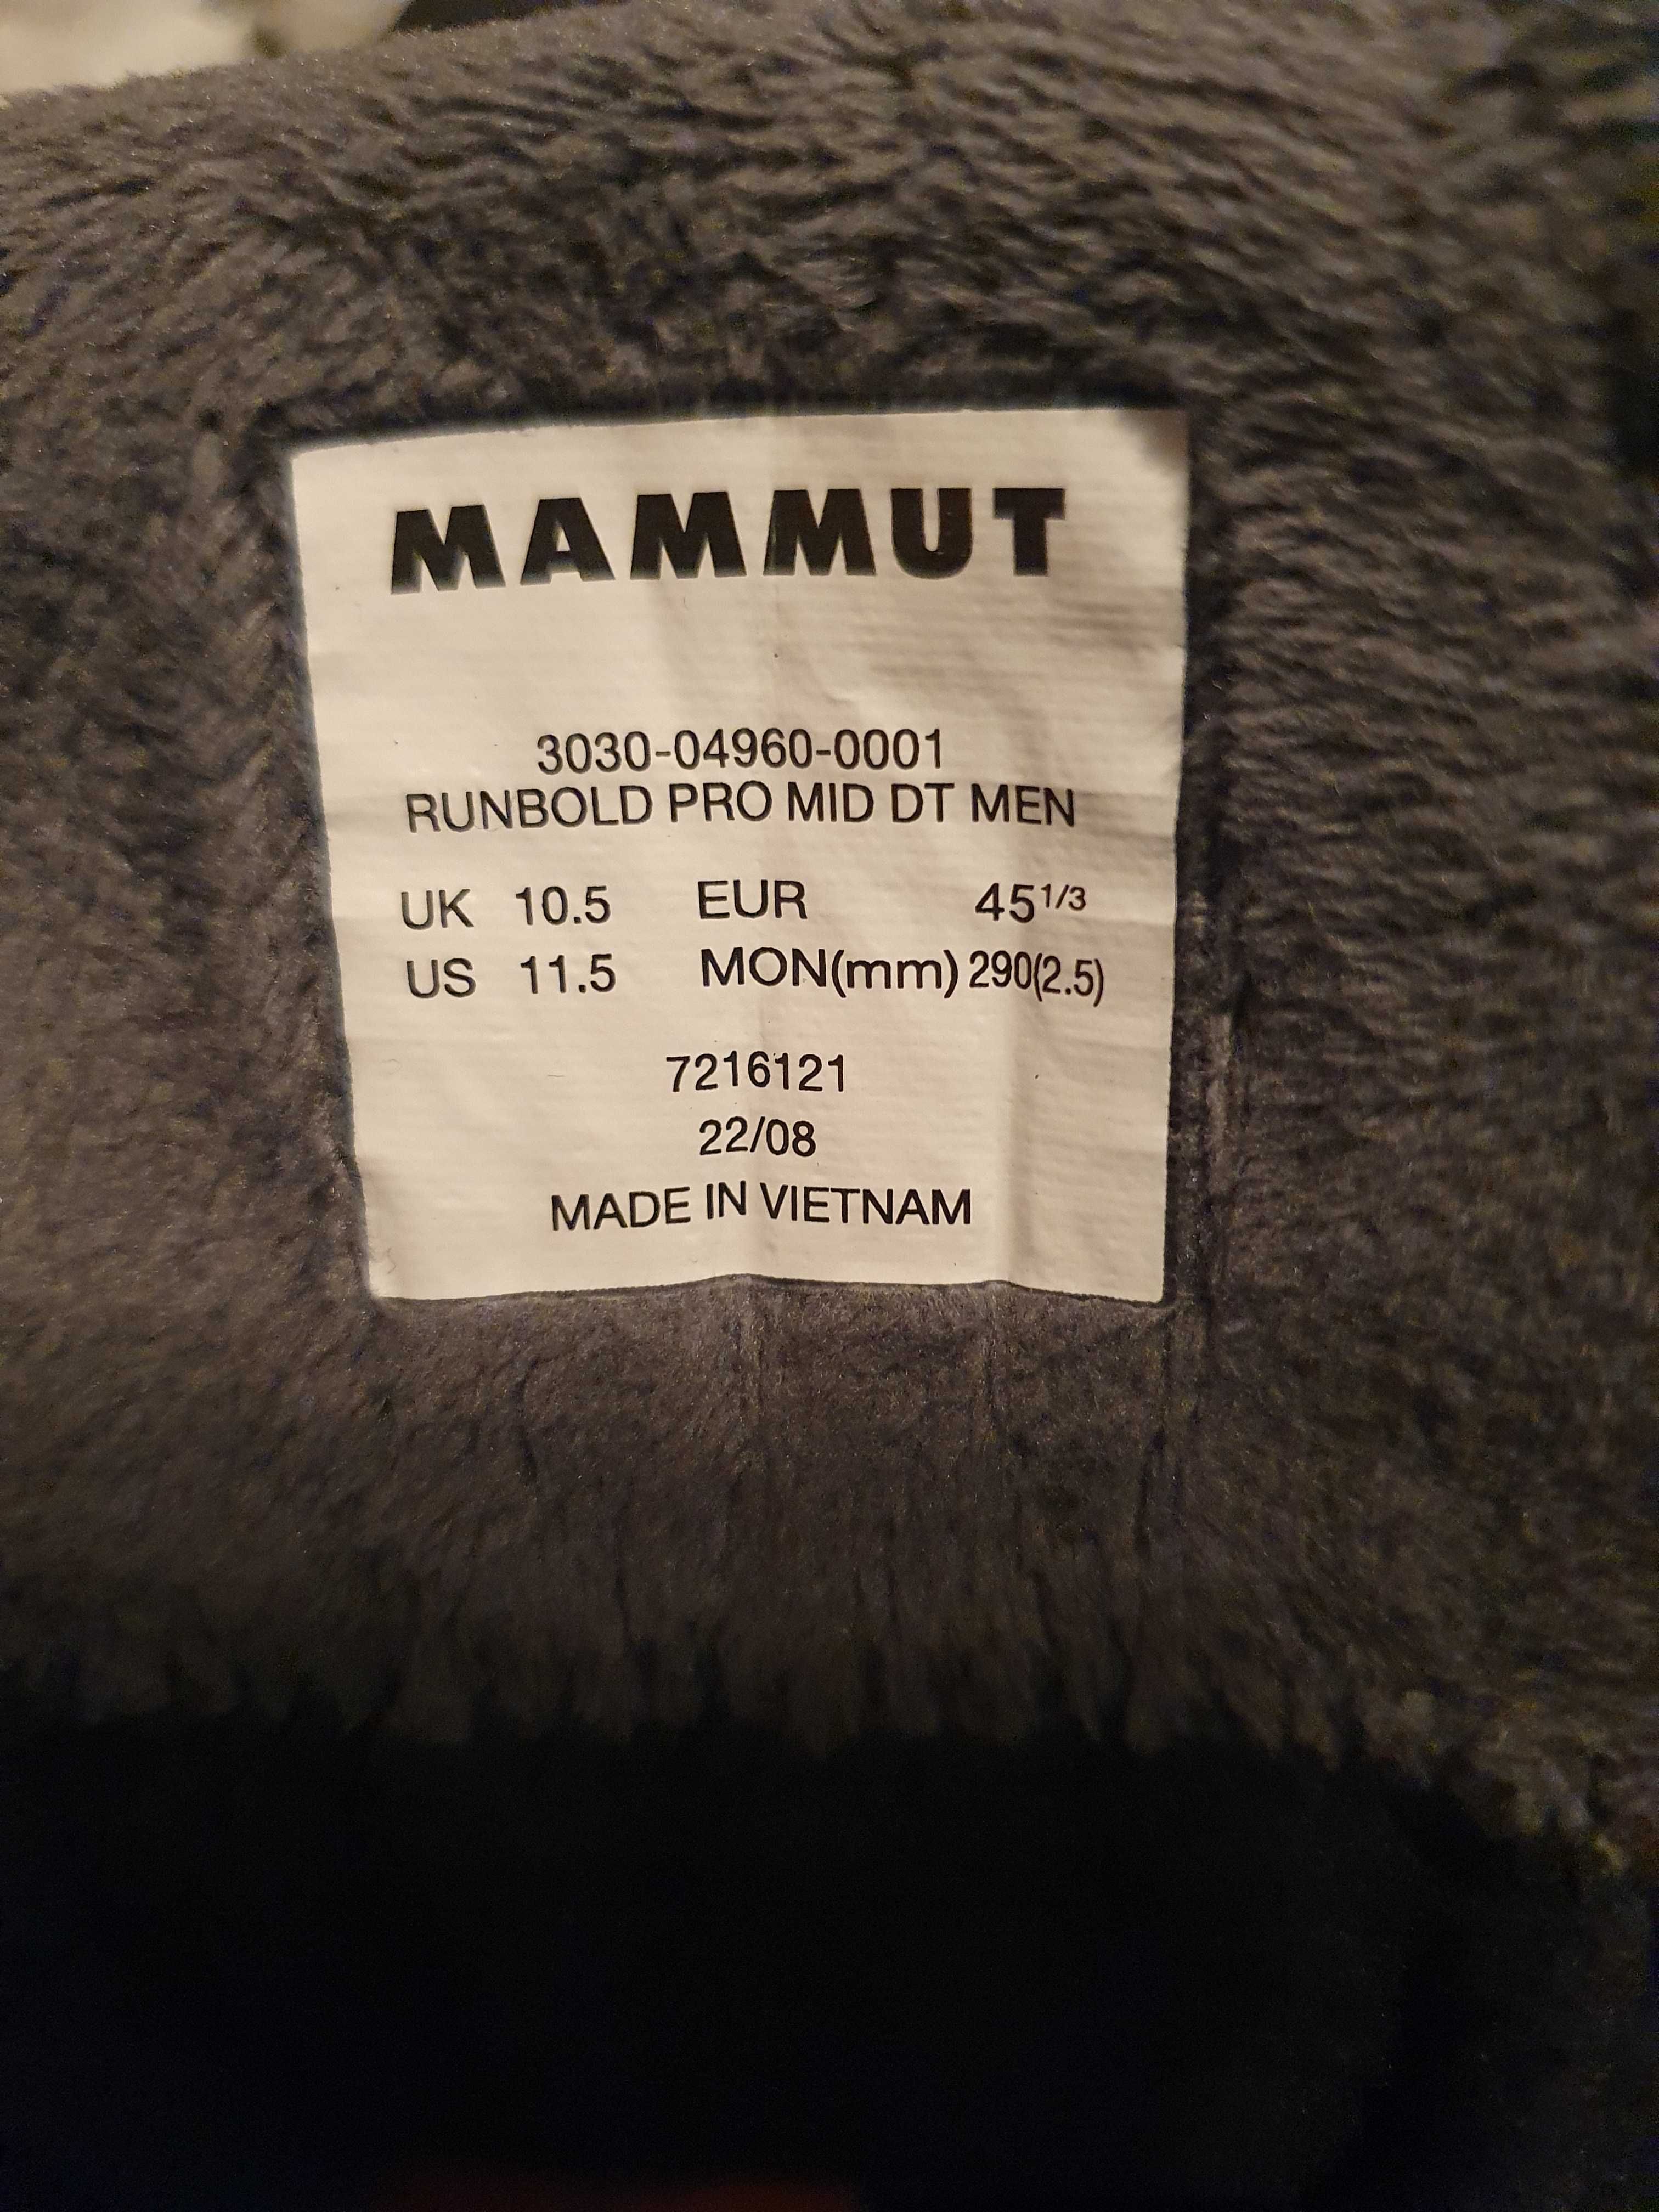 MAMMUT
3030-04960-0001
RUNBOLD PRO MID DT MEN
UK 10.5 EUR 45 1/3
US 11.5 MON(mm) 290(2.5)
7216121
22/08
MADE IN VIETNAM